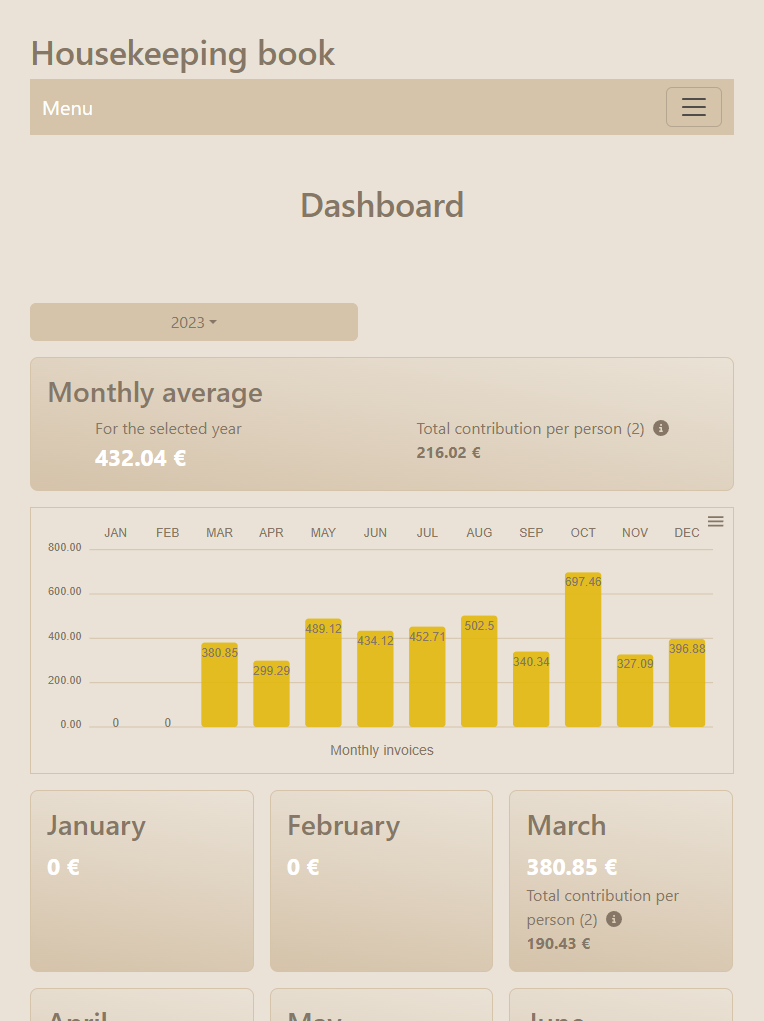 Housekeeping book
Menu
Dashboard
2023
Monthly average
For the selected year
432.04 €
Total contribution per person (2)
216.02 €
JAN FEB MAR APR MAY JUN JUL AUG SEP OCT NOV DEC
800.00
600.00
400.00
200.00
0.00
0 0 380.85 299.29 489.12 434.12 452.71 502.5 340.34 697.46 327.09 396.88
Monthly invoices
January
0 €
February
0 €
March
380.85 €
Total contribution per
person (2)
190.43 €
April
May
June